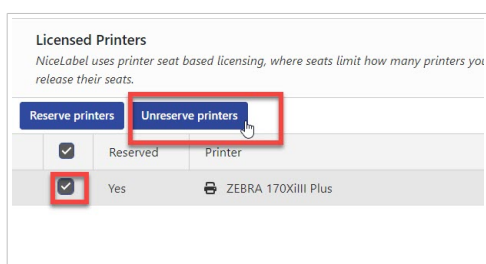 Licensed Printers
NiceLabel uses printer seat based licensing, where seats limit how many printers you
release their seats.
Reserve printers Unreserve printers
Reserved Printer
Yes ZEBRA 170XiIII Plus